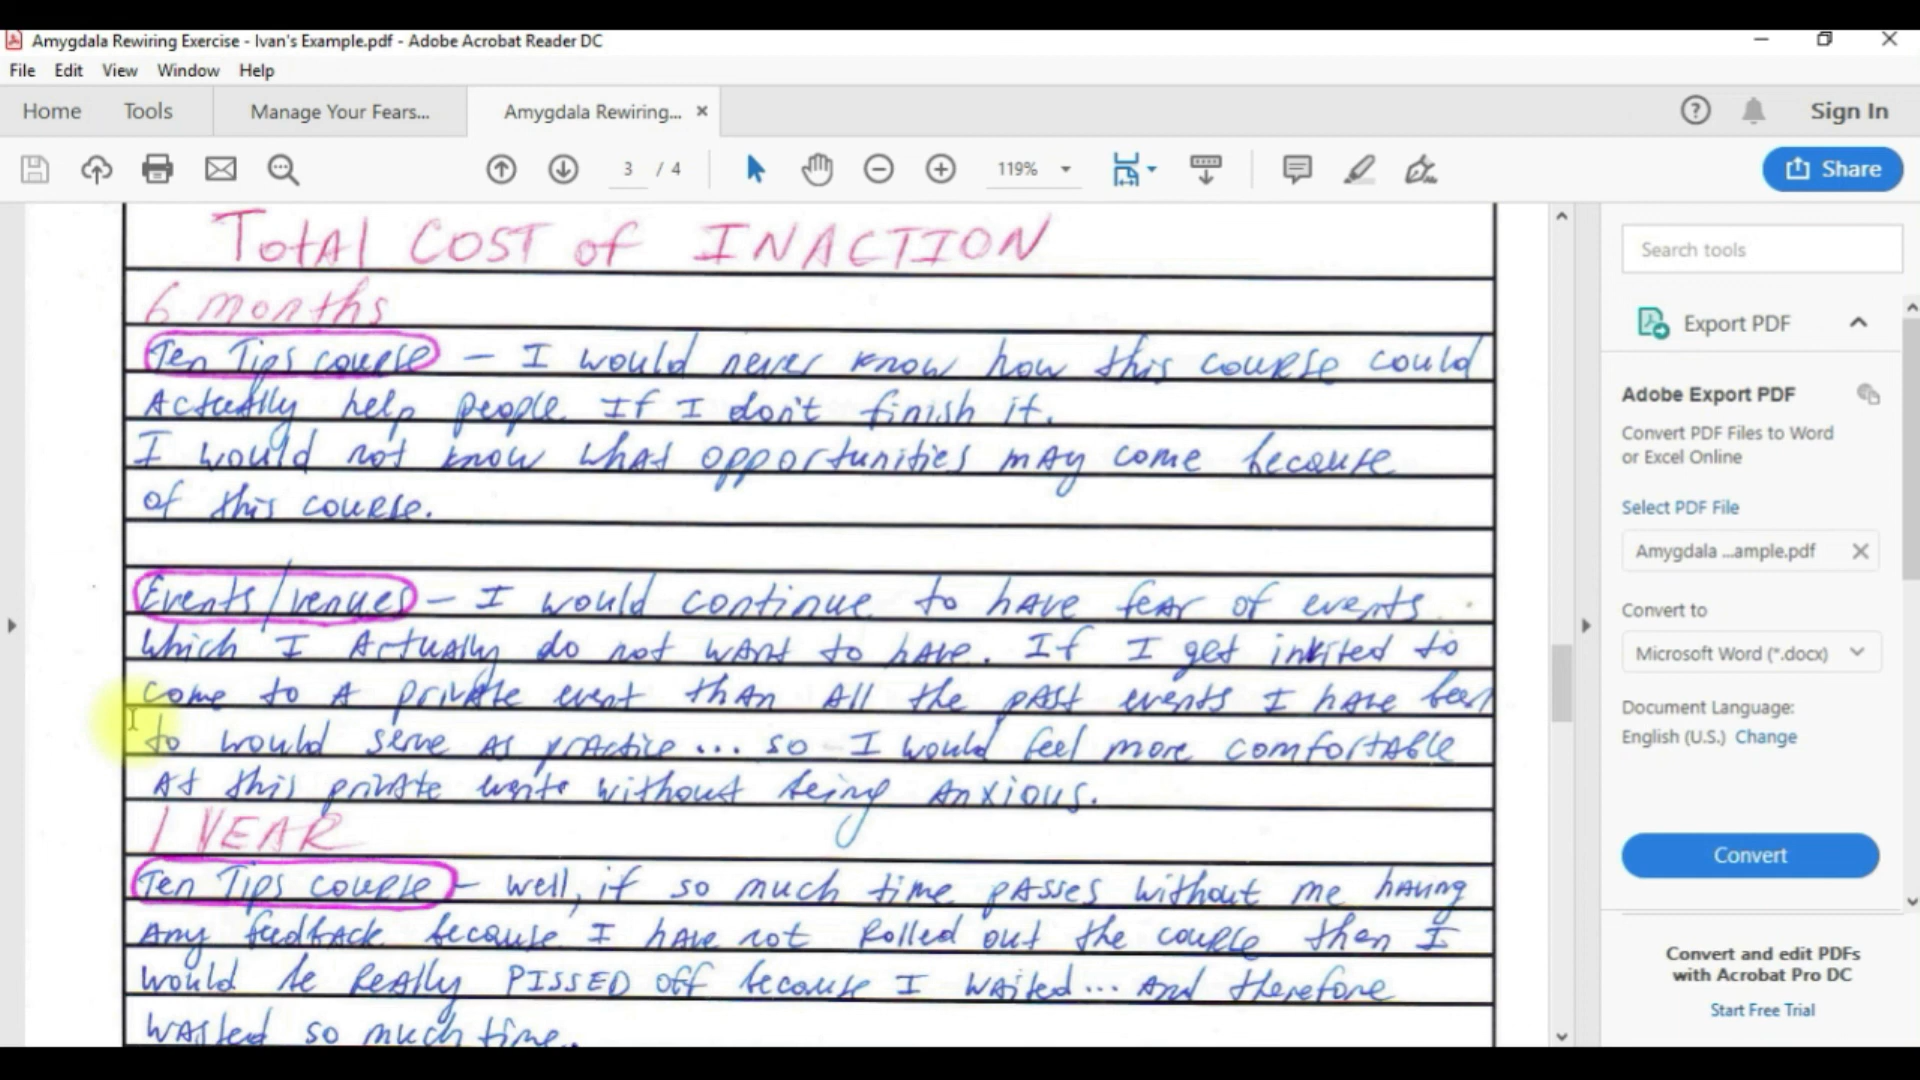 Amygdala Rewiring Exercise - Ivan's Example.pdf - Adobe Acrobat Reader DC
File Edit View Window Help
Home Tools Manage Your Fears... Amygdala Rewiring... Sign In
3 / 4 119% Share
TotAL COST of INACTION
6 months
Ten Tips course - I would never know how this course could
Actually help people If I don't finish it.
I would not know what opportunities may come because
of this course.
Events/venues - I would continue to have fear of events
which I Actually do not want to have. If I get invited to
come to A private event than All the past events I have been
to would serve as practice... so I would feel more comfortable
At this private events without being Anxious.
1 YEAR
Ten Tips course - well, if so much time passes without me having
Any feedback because I have not Rolled out the course then I
would be Really PISSED off because I waited... And therefore
wasted so much time.
Search tools
Export PDF
Adobe Export PDF
Convert PDF Files to Word
or Excel Online
Select PDF File
Amygdala ...ample.pdf
Convert to
Microsoft Word (*.docx)
Document Language:
English (U.S.) Change
Convert
Convert and edit PDFs
with Acrobat Pro DC
Start Free Trial